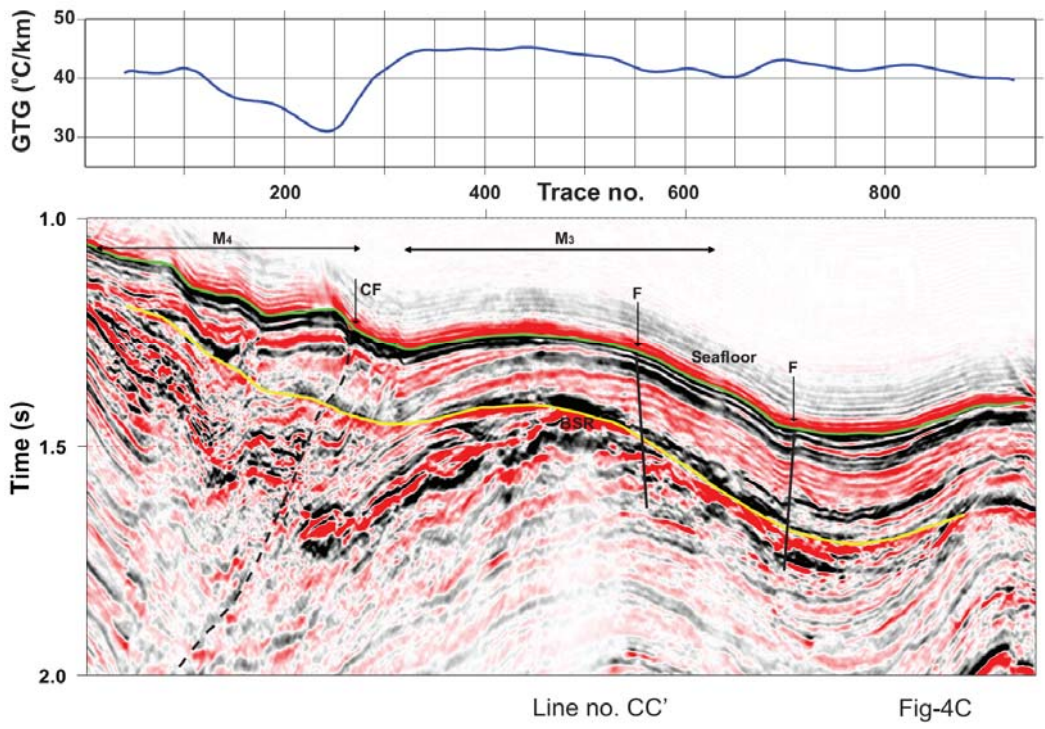 50
40
30
GTG (°C/km)
200 400 Trace no. 600 800
1.0
1.5
2.0
Time (s)
M4 M3
CF F
Seafloor F
BSR
Line no. CC’ Fig-4C